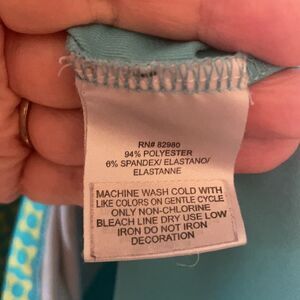 RN# 82980
94% POLYESTER
6% SPANDEX/ ELASTANO/
ELASTANNE
MACHINE WASH COLD WITH
LIKE COLORS ON GENTLE CYCLE
ONLY NON-CHLORINE
BLEACH LINE DRY USE LOW
IRON DO NOT IRON
DECORATION